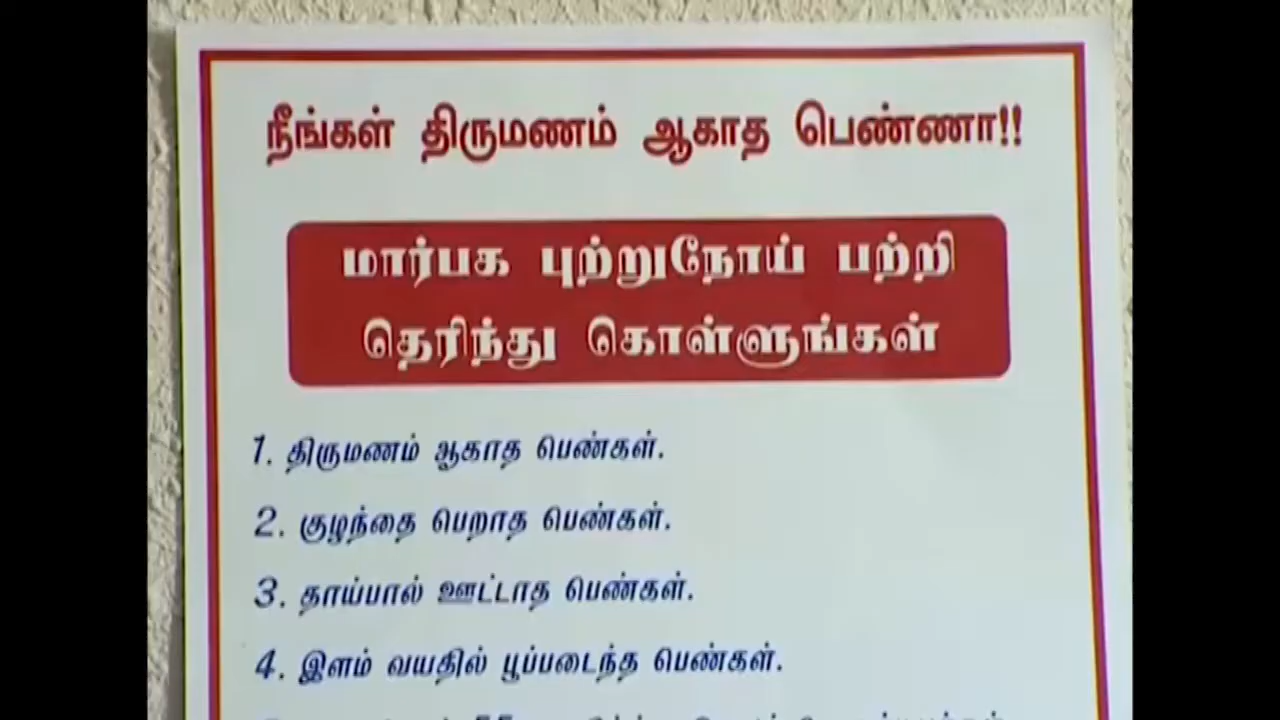 நீங்கள் திருமணம் ஆகாத பெண்ணா!!
மார்பக புற்றுநோய் பற்றி
தெரிந்து கொள்ளுங்கள்
1. திருமணம் ஆகாத பெண்கள்.
2. குழந்தை பெறாத பெண்கள்.
3. தாய்பால் ஊட்டாத பெண்கள்.
4. இளம் வயதில் பூப்படைந்த பெண்கள்.